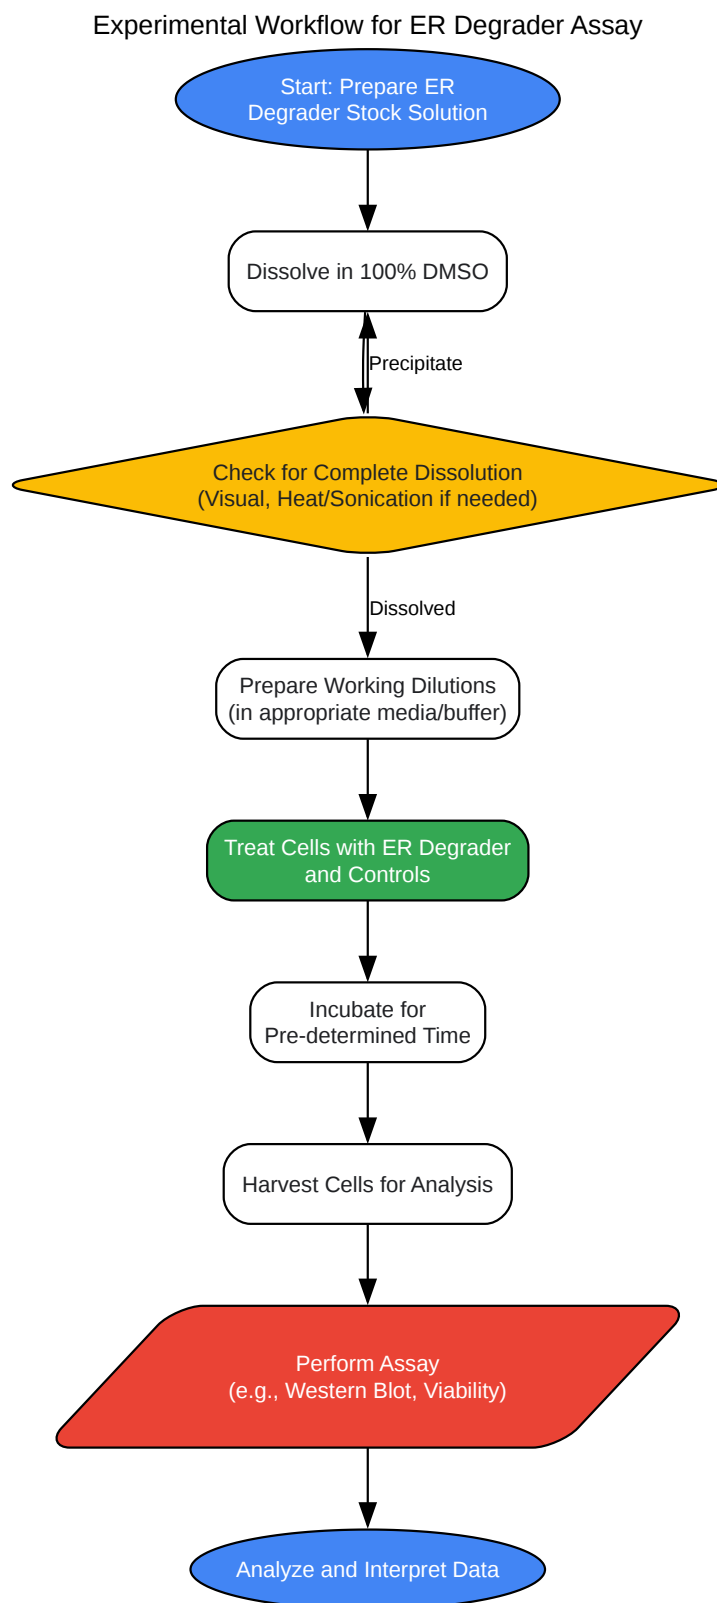 Experimental Workflow for ER Degrader Assay
Start: Prepare ER
Degrader Stock Solution
Dissolve in 100% DMSO
Precipitate
Check for Complete Dissolution
(Visual, Heat/Sonication if needed)
Dissolved
Prepare Working Dilutions
(in appropriate media/buffer)
Treat Cells with ER Degrader
and Controls
Incubate for
Pre-determined Time
Harvest Cells for Analysis
Perform Assay
(e.g., Western Blot, Viability)
Analyze and Interpret Data